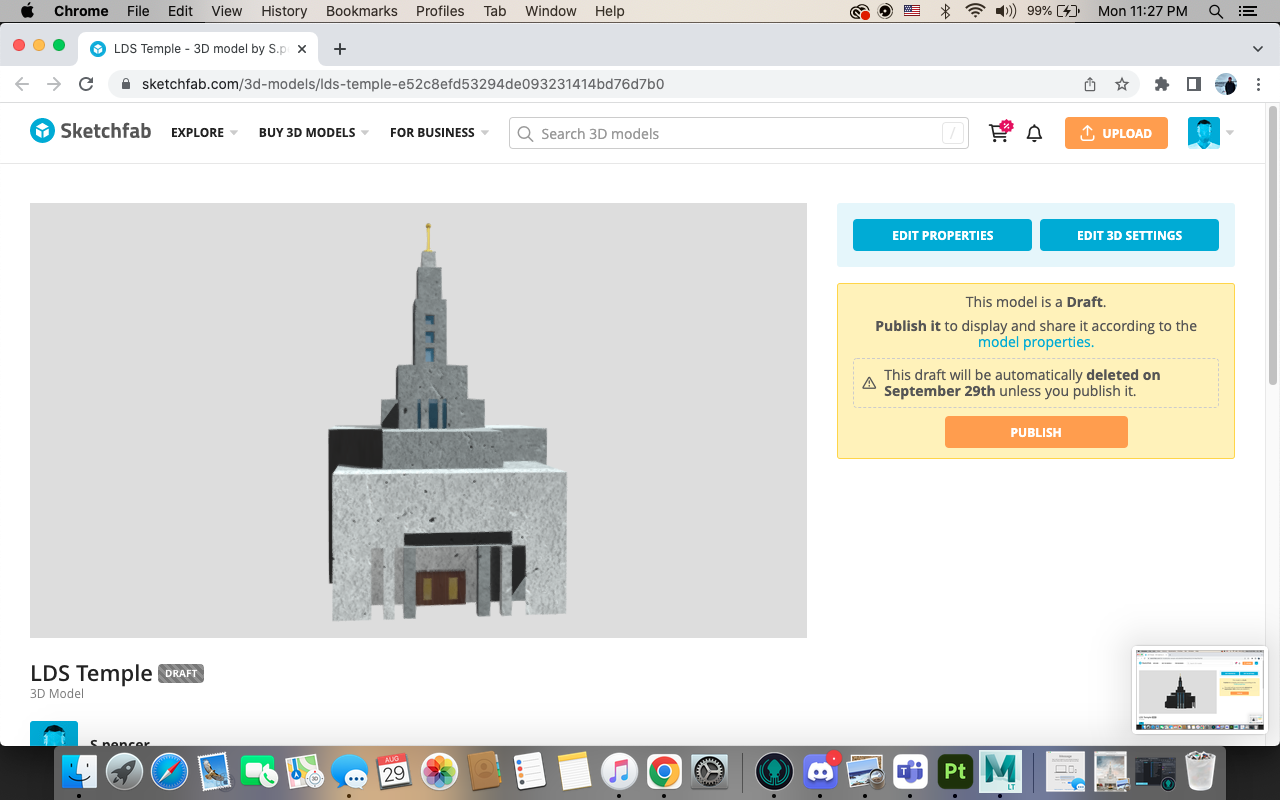 Chrome File Edit View History Bookmarks Profiles Tab Window Help 99% Mon 11:27 PM
LDS Temple - 3D model by S.p
sketchfab.com/3d-models/lds-temple-e52c8efd53294de093231414bd76d7b0
Sketchfab EXPLORE BUY 3D MODELS FOR BUSINESS Search 3D models / % UPLOAD
EDIT PROPERTIES EDIT 3D SETTINGS
This model is a Draft.
Publish it to display and share it according to the
model properties.
This draft will be automatically deleted on
September 29th unless you publish it.
PUBLISH
LDS Temple DRAFT
3D Model
S.pencer
AUG
29
3D
Pt
M
LT